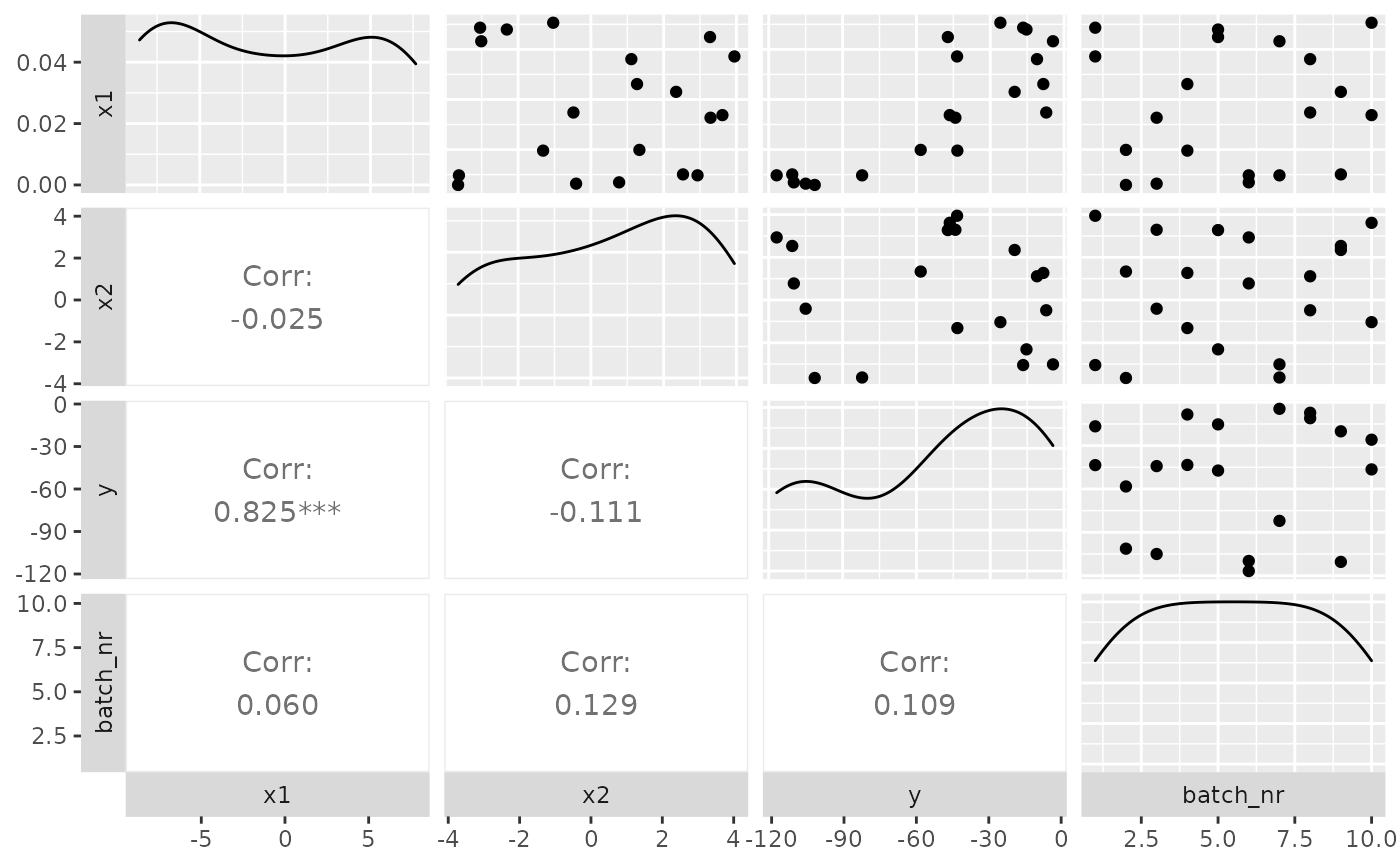 0.04
0.02
0.00
x1
4
2
0
-2
-4
x2
Corr:
-0.025
0
-30
-60
-90
-120
y
Corr:
0.825***
Corr:
-0.111
10.0
7.5
5.0
2.5
batch_nr
Corr:
0.060
Corr:
0.129
Corr:
0.109
x1 x2 y batch_nr
-5 0 5 -4 -2 0 2 4 -120 -90 -60 -30 0 2.5 5.0 7.5 10.0